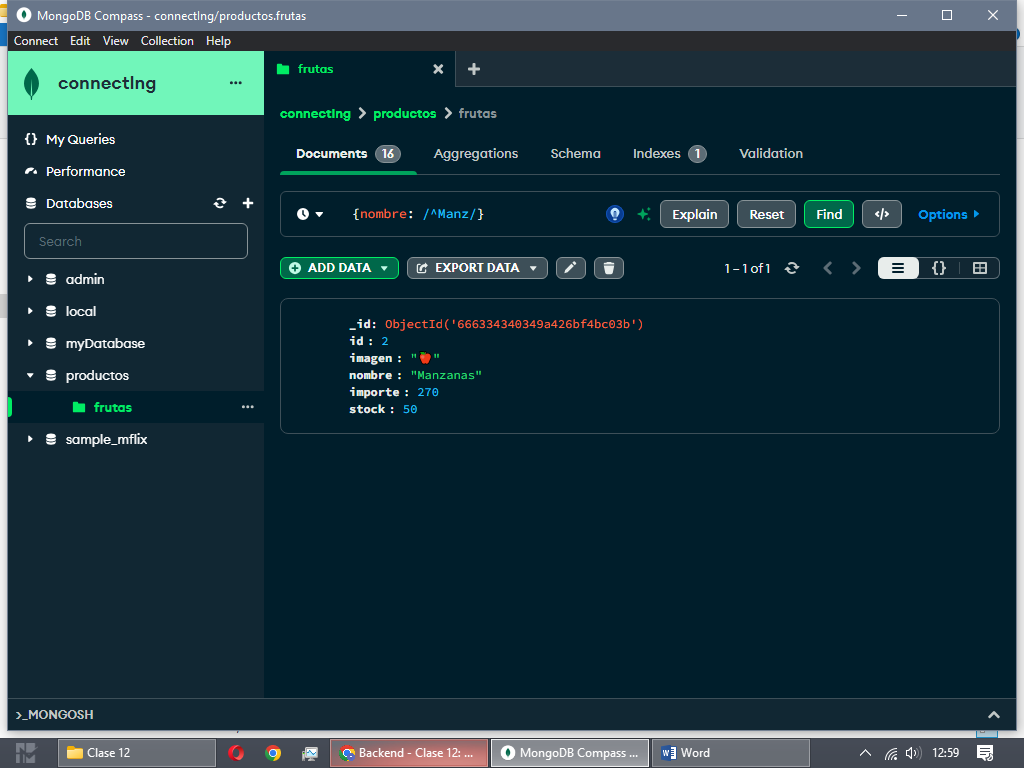 MongoDB Compass - connectIng/productos.frutas
Connect Edit View Collection Help
connectIng
frutas
connectIng > productos > frutas
{} My Queries
Performance
Databases
Search
admin
local
myDatabase
productos
frutas
sample_mflix
Documents 16 Aggregations Schema Indexes 1 Validation
{nombre: /^Manz/}
Explain Reset Find </> Options
ADD DATA EXPORT DATA 1–1 of 1 {}
_id: ObjectId('666334340349a426bf4bc03b')
id : 2
imagen : "🍎"
nombre : "Manzanas"
importe : 270
stock : 50
>_MONGOSH
Clase 12 Backend - Clase 12: ... MongoDB Compass ... Word 12:59